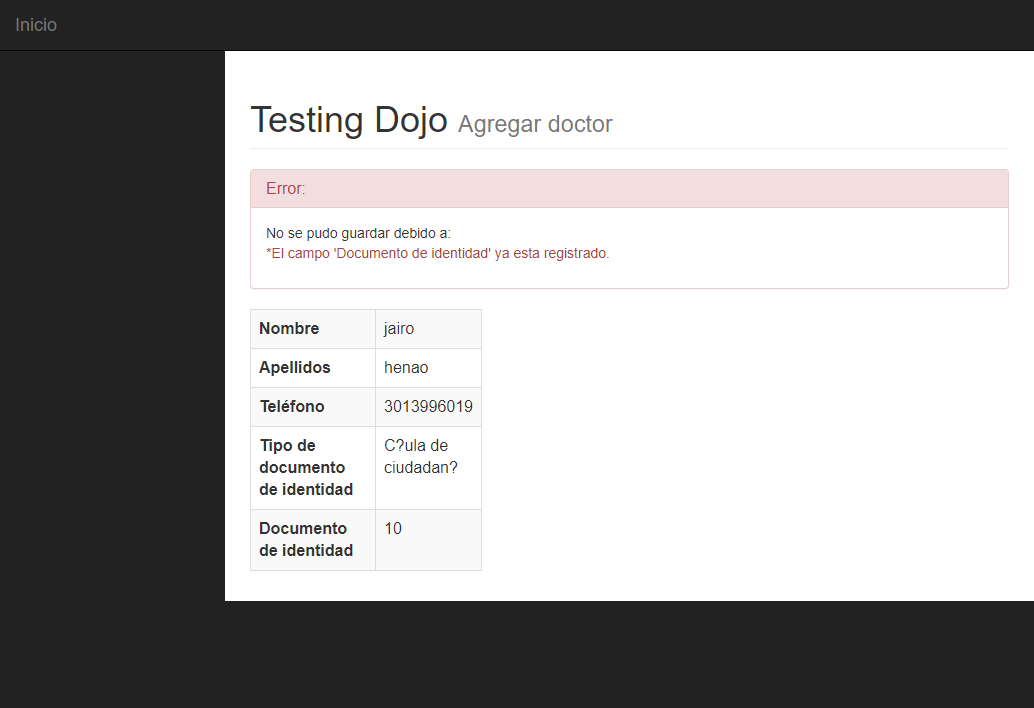 Inicio
Testing Dojo Agregar doctor
Error:
No se pudo guardar debido a:
*El campo 'Documento de identidad' ya esta registrado.
Nombre jairo
Apellidos henao
Teléfono 3013996019
Tipo de C?ula de
documento ciudadan?
de identidad
Documento 10
de identidad